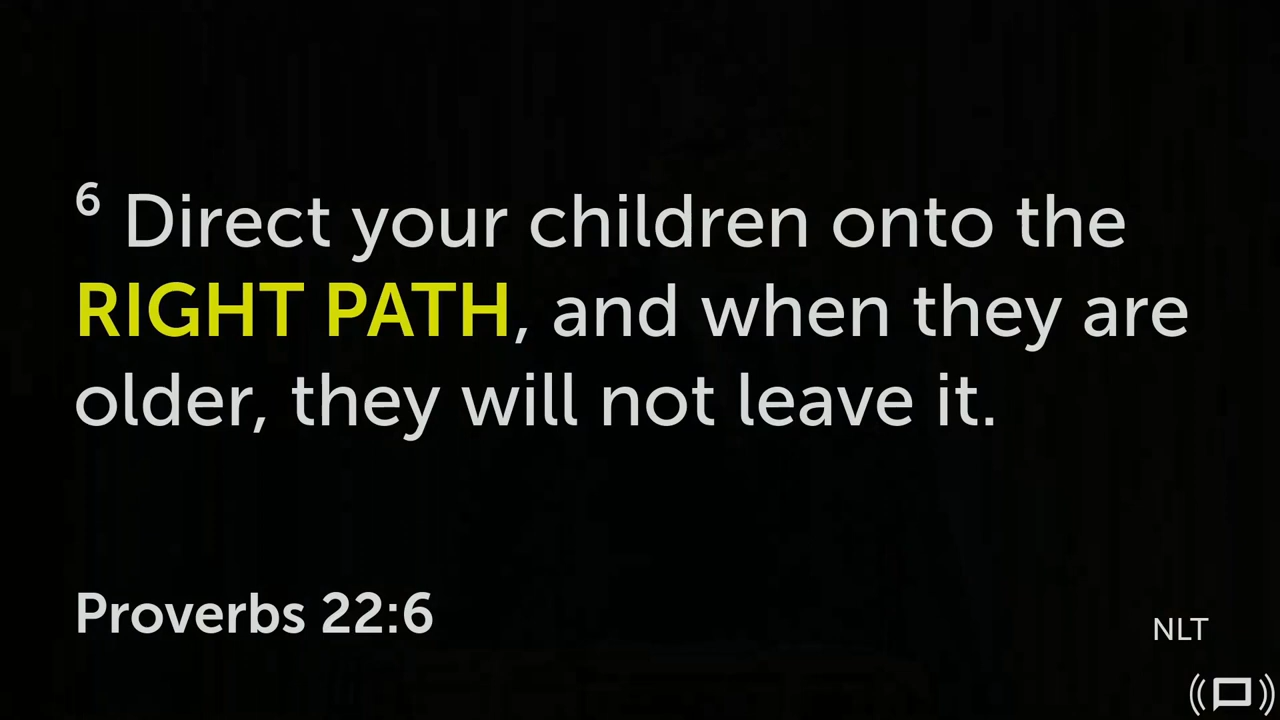 6 Direct your children onto the
RIGHT PATH, and when they are
older, they will not leave it.
Proverbs 22:6
NLT